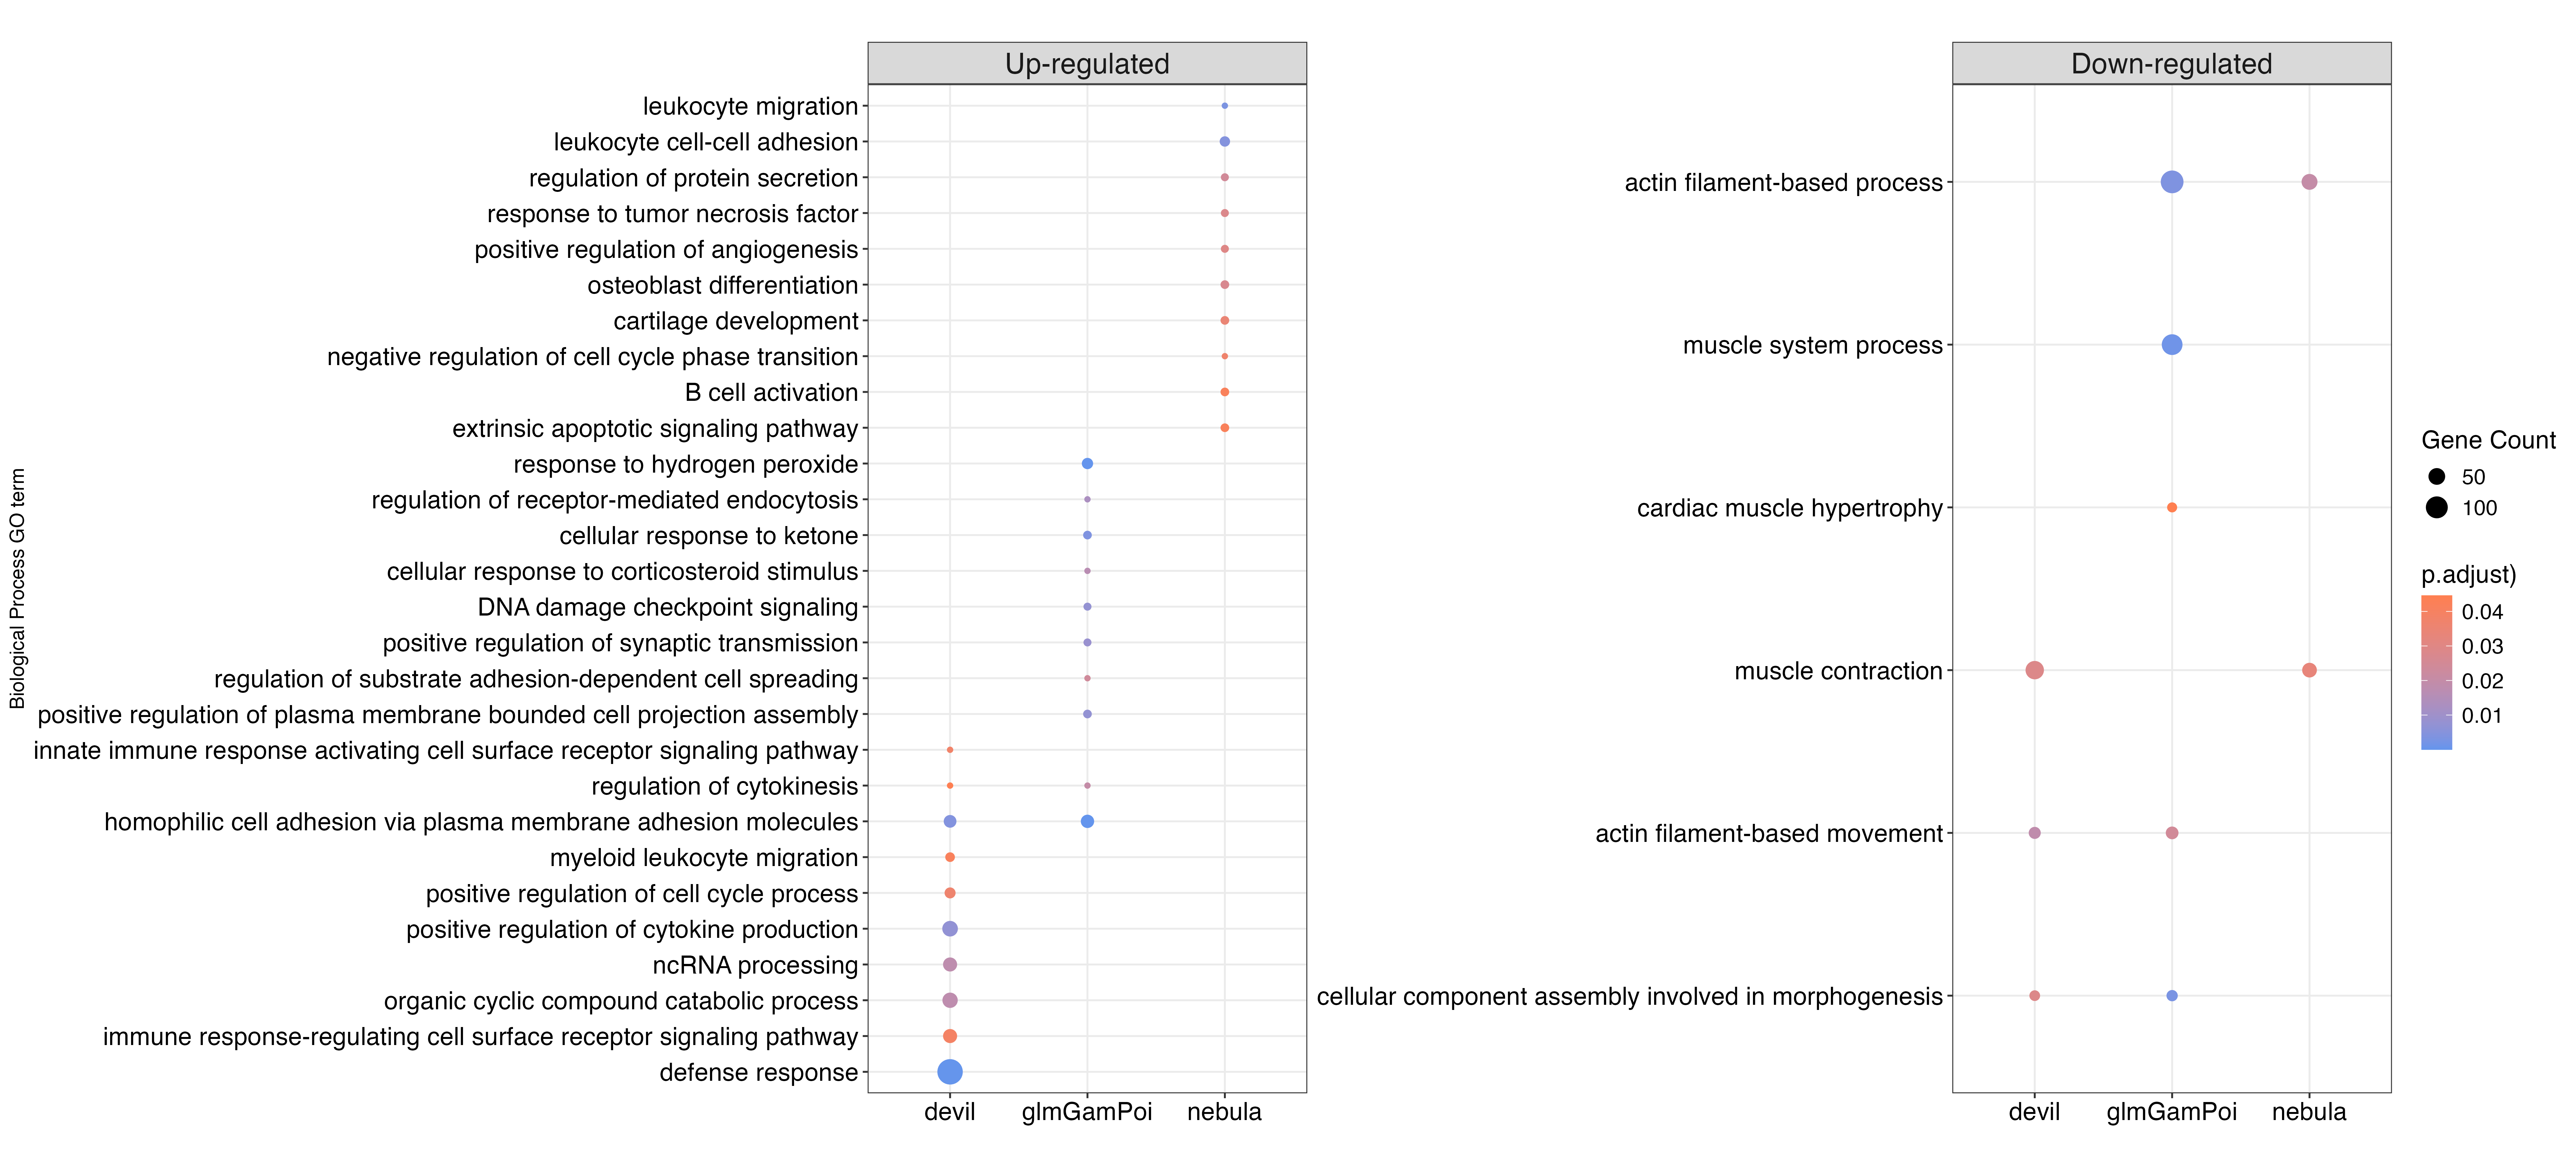 Up-regulated
leukocyte migration
leukocyte cell-cell adhesion
regulation of protein secretion
response to tumor necrosis factor
positive regulation of angiogenesis
osteoblast differentiation
cartilage development
negative regulation of cell cycle phase transition
B cell activation
extrinsic apoptotic signaling pathway
response to hydrogen peroxide
regulation of receptor-mediated endocytosis
cellular response to ketone
cellular response to corticosteroid stimulus
DNA damage checkpoint signaling
positive regulation of synaptic transmission
regulation of substrate adhesion-dependent cell spreading
positive regulation of plasma membrane bounded cell projection assembly
innate immune response activating cell surface receptor signaling pathway
regulation of cytokinesis
homophilic cell adhesion via plasma membrane adhesion molecules
myeloid leukocyte migration
positive regulation of cell cycle process
positive regulation of cytokine production
ncRNA processing
organic cyclic compound catabolic process
immune response-regulating cell surface receptor signaling pathway
defense response
Biological Process GO term
devil glmGamPoi nebula
Down-regulated
actin filament-based process
muscle system process
cardiac muscle hypertrophy
muscle contraction
actin filament-based movement
cellular component assembly involved in morphogenesis
devil glmGamPoi nebula
Gene Count
50
100
p.adjust)
0.04
0.03
0.02
0.01